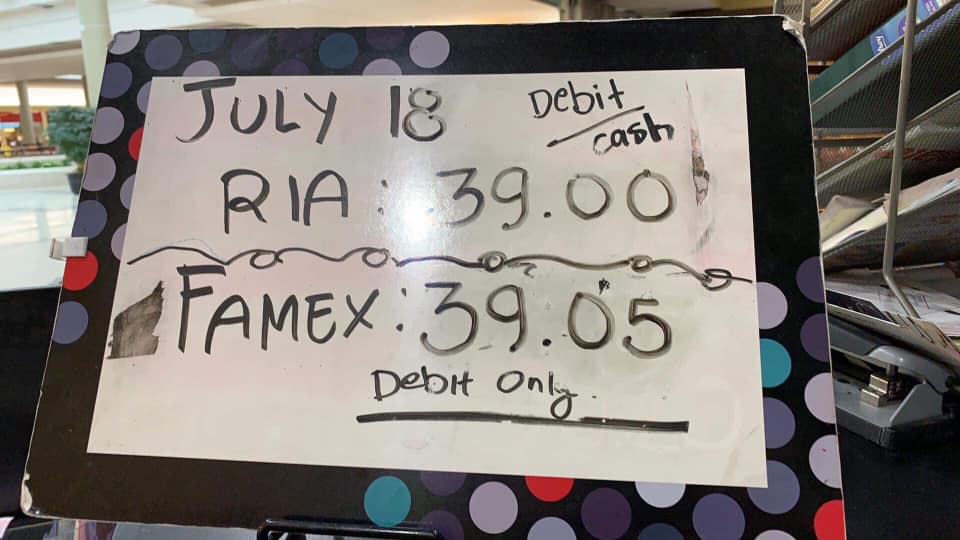 JULY 18 Debit/cash
RIA: 39.00
FAMEX: 39.05
Debit Only.